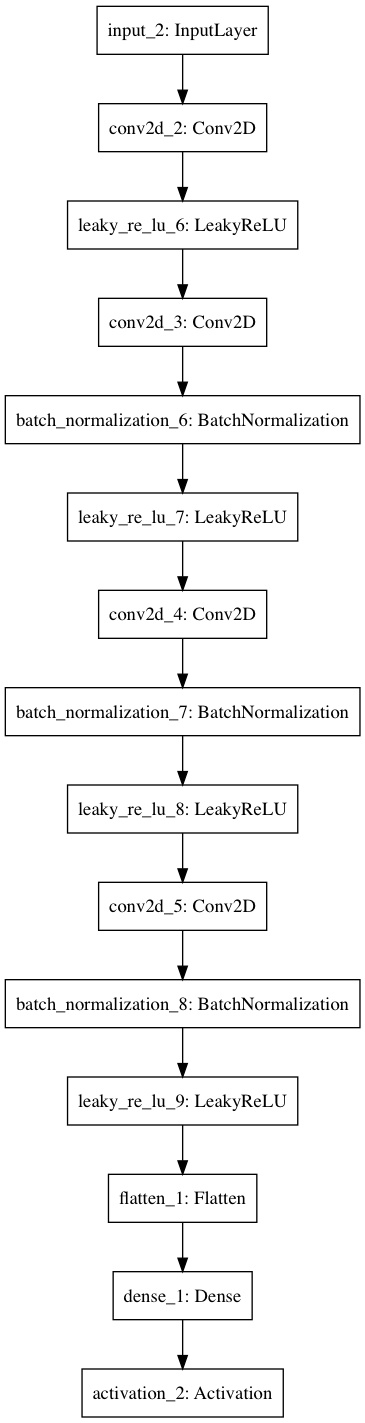 input_2: InputLayer
conv2d_2: Conv2D
leaky_re_lu_6: LeakyReLU
conv2d_3: Conv2D
batch_normalization_6: BatchNormalization
leaky_re_lu_7: LeakyReLU
conv2d_4: Conv2D
batch_normalization_7: BatchNormalization
leaky_re_lu_8: LeakyReLU
conv2d_5: Conv2D
batch_normalization_8: BatchNormalization
leaky_re_lu_9: LeakyReLU
flatten_1: Flatten
dense_1: Dense
activation_2: Activation